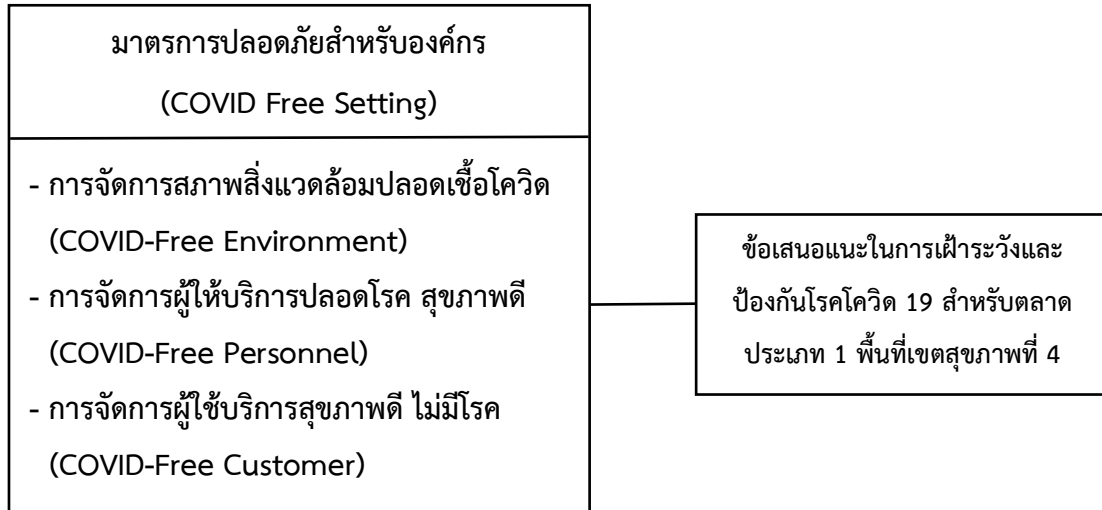 มาตรการปลอดภัยสำหรับองค์กร
(COVID Free Setting)
- การจัดการสภาพสิ่งแวดล้อมปลอดเชื้อโควิด
(COVID-Free Environment)
- การจัดการผู้ให้บริการปลอดโรค สุขภาพดี
(COVID-Free Personnel)
- การจัดการผู้ใช้บริการสุขภาพดี ไม่มีโรค
(COVID-Free Customer)
ข้อเสนอแนะในการเฝ้าระวังและ
ป้องกันโรคโควิด 19 สำหรับตลาด
ประเภท 1 พื้นที่เขตสุขภาพที่ 4